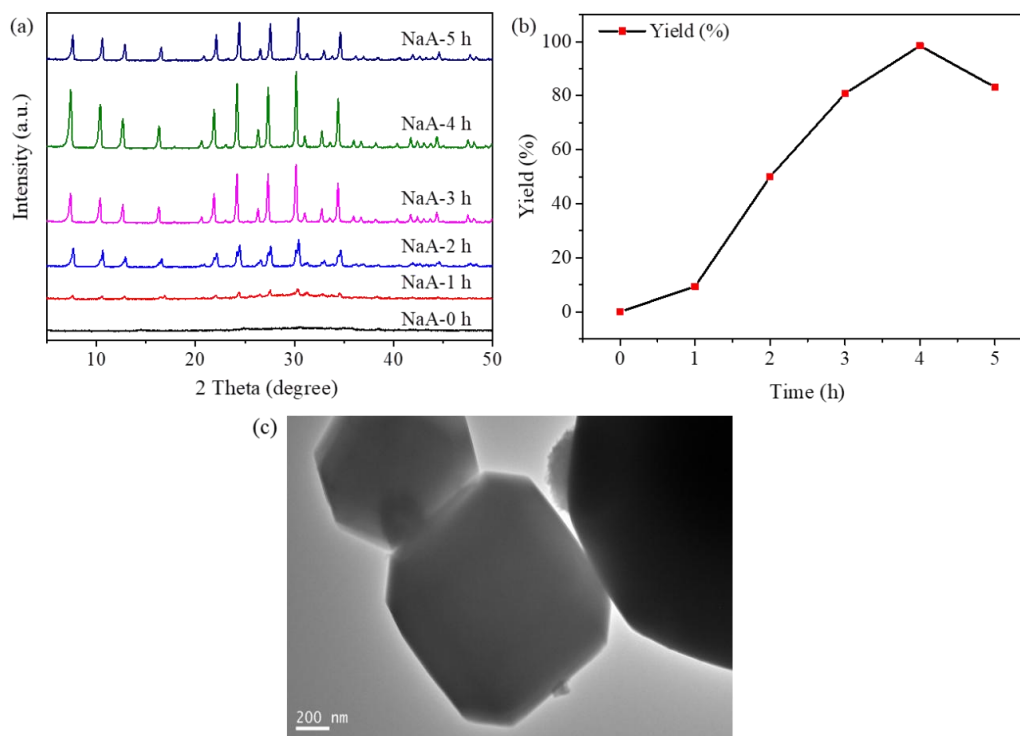 (a)
Intensity (a.u.)
NaA-5 h
NaA-4 h
NaA-3 h
NaA-2 h
NaA-1 h
NaA-0 h
10 20 30 40 50
2 Theta (degree)
(b)
Yield (%)
Yield (%)
100
80
60
40
20
0
0 1 2 3 4 5
Time (h)
(c)
200 nm